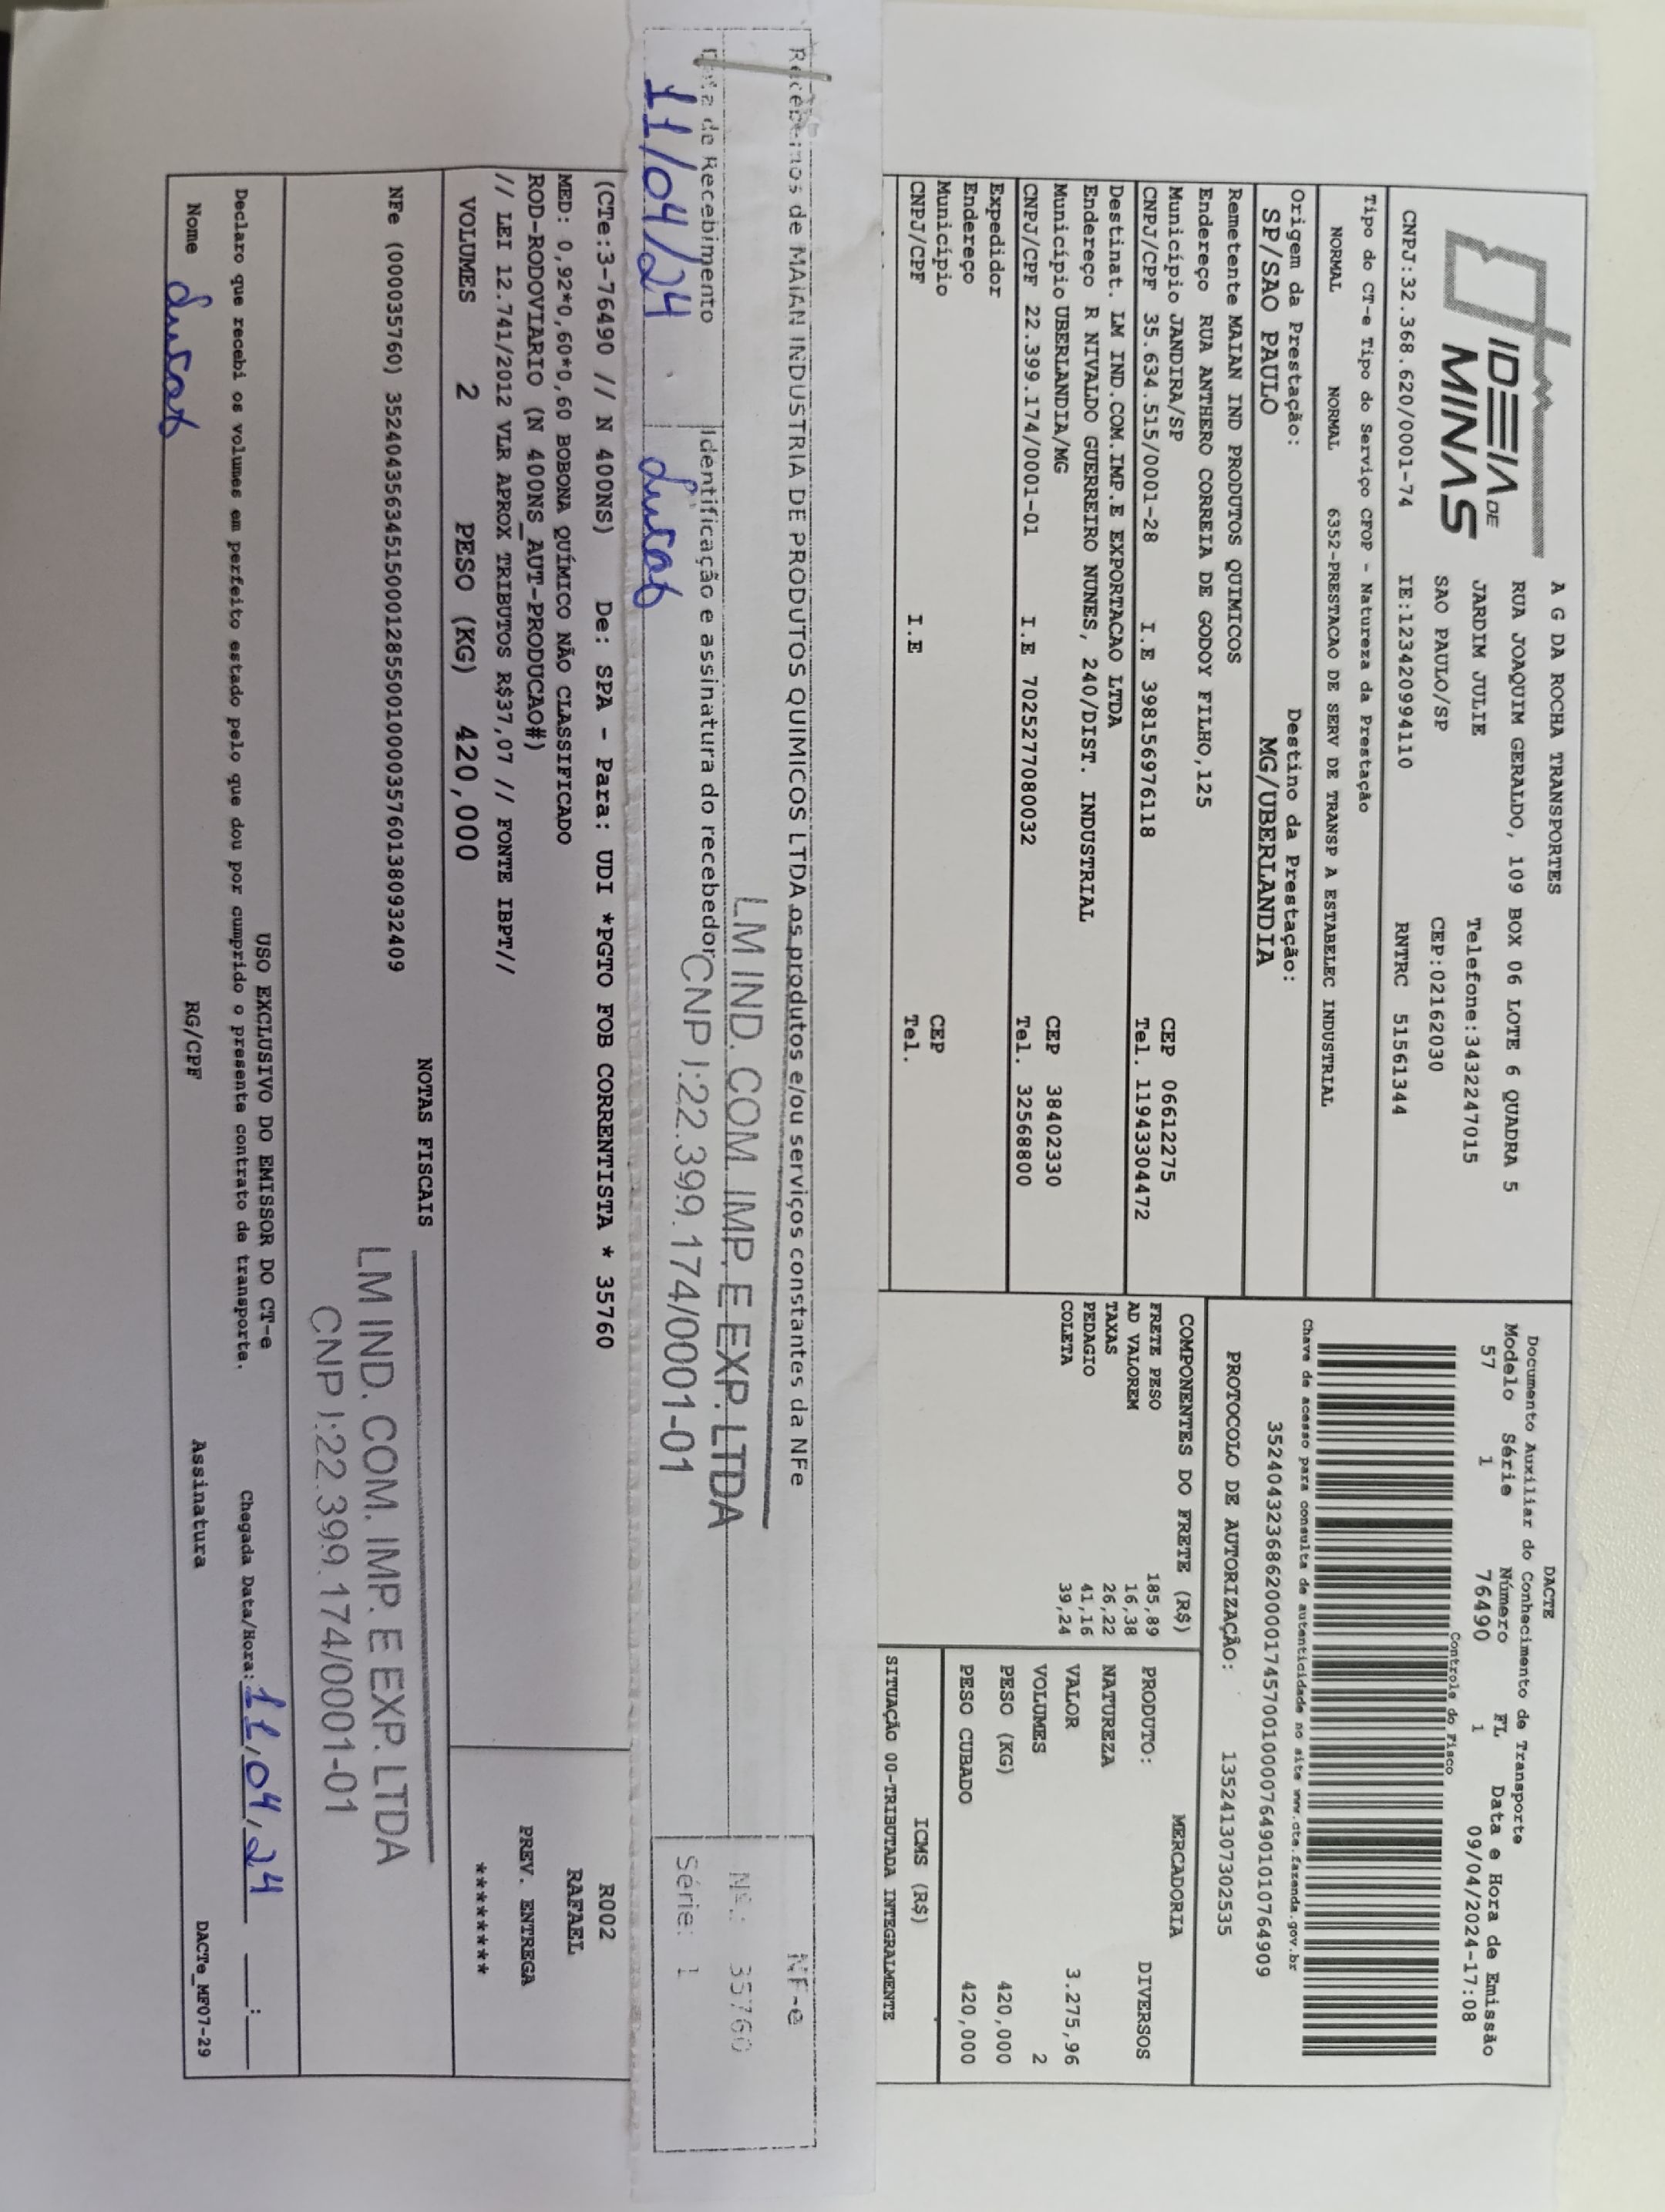 IDEIA DE
MINAS
A G DA ROCHA TRANSPORTES
RUA JOAQUIM GERALDO, 109 BOX 06 LOTE 6 QUADRA 5
JARDIM JULIE Telefone:3432247015
SAO PAULO/SP CEP:02162030
CNPJ:32.368.620/0001-74 IE:123420994110 RNTRC 51561344
Tipo do CT-e Tipo do Serviço CFOP - Natureza da Prestação
NORMAL NORMAL 6352-PRESTACAO DE SERV DE TRANSP A ESTABELEC INDUSTRIAL
Origem da Prestação: Destino da Prestação:
SP/SAO PAULO MG/UBERLANDIA
Remetente MAIAN IND PRODUTOS QUIMICOS
Endereço RUA ANTHERO CORREIA DE GODOY FILHO,125
Município JANDIRA/SP CEP 06612275
CNPJ/CPF 35.634.515/0001-28 I.E 398156976118 Tel. 11943304472
Destinat. LM IND.COM.IMP.E EXPORTACAO LTDA
Endereço R NIVALDO GUERREIRO NUNES, 240/DIST. INDUSTRIAL
Município UBERLANDIA/MG CEP 38402330
CNPJ/CPF 22.399.174/0001-01 I.E 7025277080032 Tel. 32568800
Expedidor
Endereço
Município CEP
CNPJ/CPF I.E Tel.
DACTE
Documento Auxiliar do Conhecimento de Transporte
Modelo Série Número FL Data e Hora de Emissão
57 1 76490 1 09/04/2024-17:08
Controle do Fisco
Chave de acesso para consulta de autenticidade no site www.cte.fazenda.gov.br
35240432368620000174570010000764901010764909
PROTOCOLO DE AUTORIZAÇÃO: 135241307302535
COMPONENTES DO FRETE (R$)
FRETE PESO 185,89
AD VALOREM 16,38
TAXAS 26,22
PEDAGIO 41,16
COLETA 39,24
MERCADORIA
PRODUTO: DIVERSOS
NATUREZA
VALOR 3.275,96
VOLUMES 2
PESO (KG) 420,000
PESO CUBADO 420,000
ICMS (R$)
SITUAÇÃO 00-TRIBUTADA INTEGRALMENTE
Recebemos de MAIAN INDUSTRIA DE PRODUTOS QUIMICOS LTDA os produtos e/ou serviços constantes da NFe
NF-e
LM IND. COM. IMP. E EXP. LTDA
Nº.: 35760
Data de Recebimento Identificação e assinatura do recebedor
CNPJ:22.399.174/0001-01
Série: 1
11/04/24 Lucas
(CTe:3-76490 // N 400NS) De: SPA - Para: UDI *PGTO FOB CORRENTISTA * 35760
R002
MED: 0,92*0,60*0,60 BOBONA QUÍMICO NÃO CLASSIFICADO
RAFAEL
ROD-RODOVIARIO (N 400NS_AUT-PRODUCAO#)
PREV. ENTREGA
// LEI 12.741/2012 VLR APROX TRIBUTOS R$37,07 // FONTE IBPT//
********
VOLUMES 2 PESO (KG) 420,000
NOTAS FISCAIS
NFe (000035760) 35240435634515000128550010000357601380932409
LM IND. COM. IMP. E EXP. LTDA
CNPJ:22.399.174/0001-01
USO EXCLUSIVO DO EMISSOR DO CT-e
Declaro que recebi os volumes em perfeito estado pelo que dou por cumprido o presente contrato de transporte. Chegada Data/Hora: 11/04/24 ___:___
Nome Lucas RG/CPF Assinatura DACTe_MF07-29